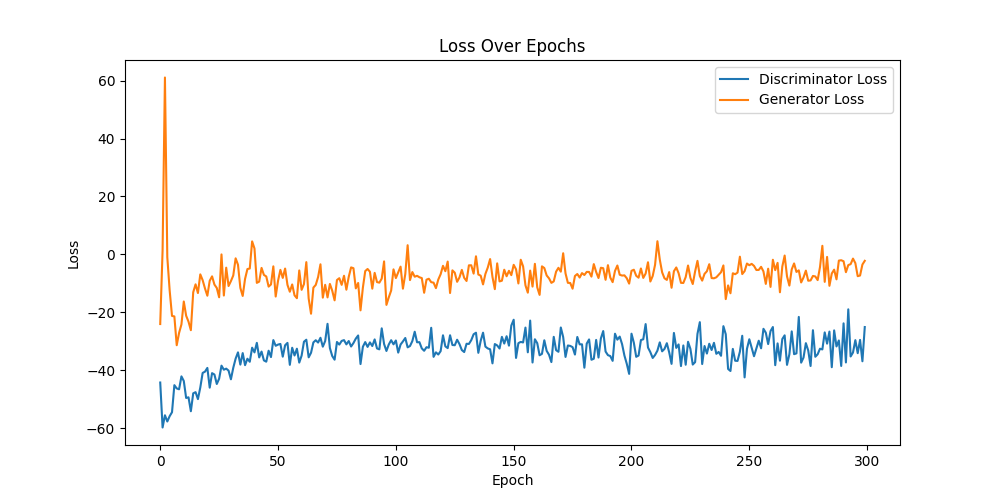 Loss Over Epochs
Discriminator Loss
Generator Loss
60
40
20
0
−20
−40
−60
Loss
0 50 100 150 200 250 300
Epoch